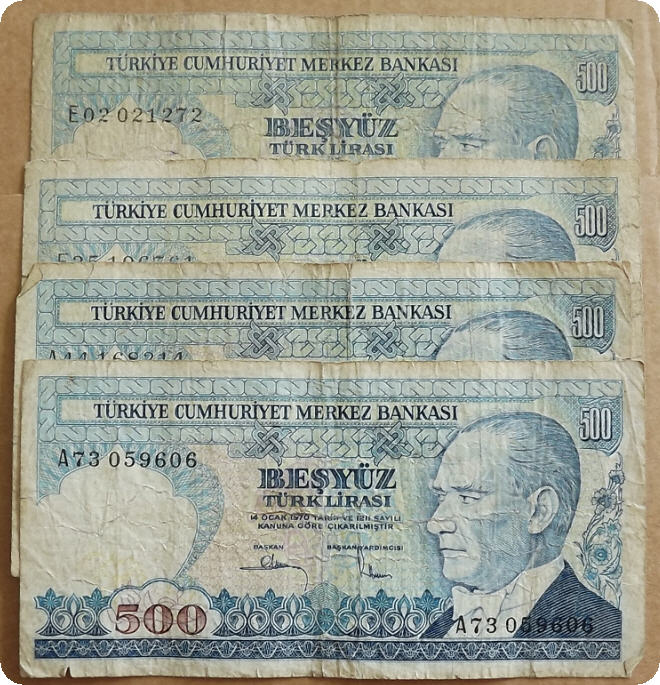 TÜRKİYE CUMHURİYET MERKEZ BANKASI
500
E02 021272
BEŞYÜZ
TÜRK LİRASI
TÜRKİYE CUMHURİYET MERKEZ BANKASI
500
TÜRKİYE CUMHURİYET MERKEZ BANKASI
500
A44 168214
TÜRKİYE CUMHURİYET MERKEZ BANKASI
500
A73 059606
BEŞYÜZ
TÜRK LİRASI
14 OCAK 1970 TARİH VE 1211 SAYILI
KANUNA GÖRE ÇIKARILMIŞTIR
BAŞKAN BAŞKAN YARDIMCISI
500
A73 059606